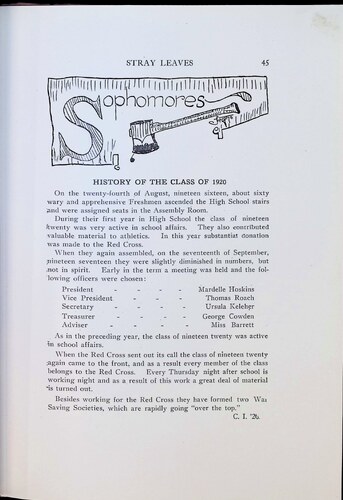 STRAY LEAVES 45
Sophomores
HISTORY OF THE CLASS OF 1920
On the twenty-fourth of August, nineteen sixteen, about sixty
wary and apprehensive Freshmen ascended the High School stairs
and were assigned seats in the Assembly Room.
During their first year in High School the class of nineteen
twenty was very active in school affairs. They also contributed
valuable material to athletics. In this year substantial donation
was made to the Red Cross.
When they again assembled, on the seventeenth of September,
nineteen seventeen they were slightly diminished in numbers, but
not in spirit. Early in the term a meeting was held and the fol-
lowing officers were chosen:
President - - - - Mardelle Hoskins
Vice President - - - Thomas Roach
Secretary - - - - Ursula Keleher
Treasurer - - - - George Cowden
Adviser - - - - Miss Barrett
As in the preceding year, the class of nineteen twenty was active
in school affairs.
When the Red Cross sent out its call the class of nineteen twenty
again came to the front, and as a result every member of the class
belongs to the Red Cross. Every Thursday night after school is
working night and as a result of this work a great deal of material
is turned out.
Besides working for the Red Cross they have formed two War
Saving Societies, which are rapidly going "over the top."
C. I. '20.